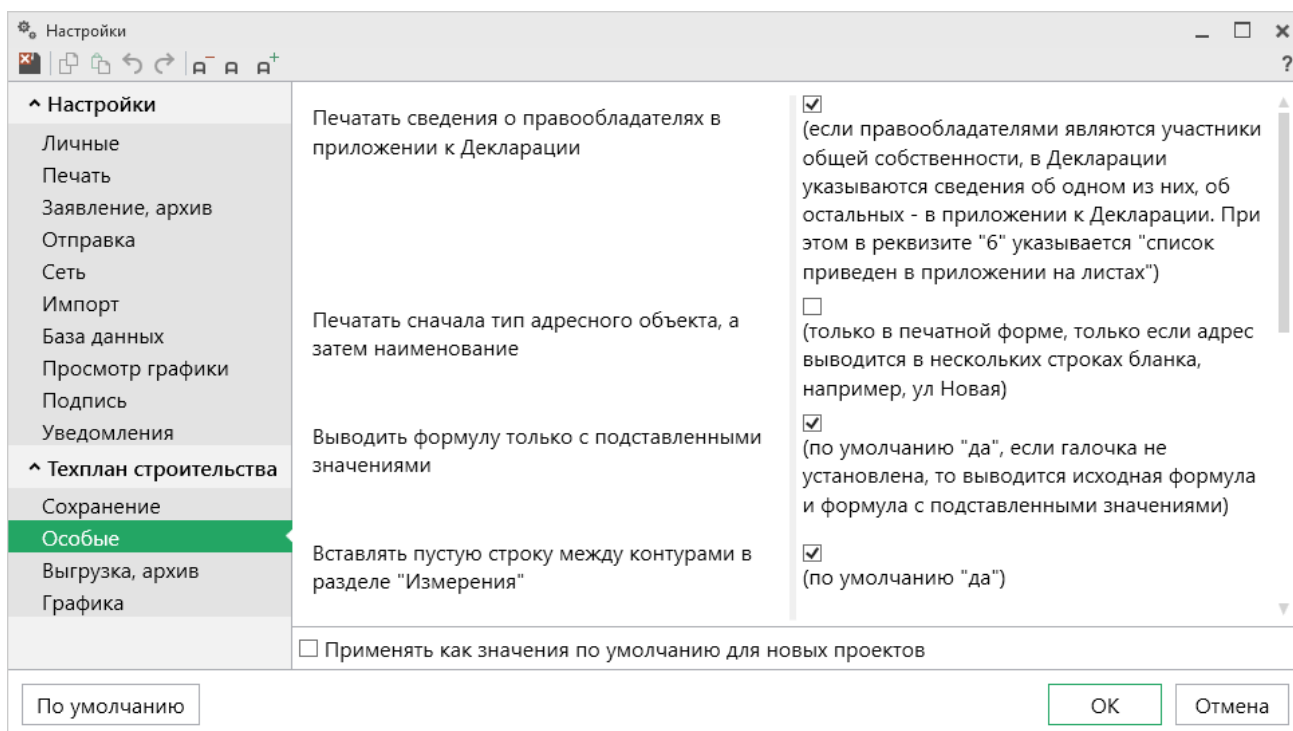 Настройки
?
Настройки
Личные
Печать
Заявление, архив
Отправка
Сеть
Импорт
База данных
Просмотр графики
Подпись
Уведомления
Техплан строительства
Сохранение
Особые
Выгрузка, архив
Графика
Печатать сведения о правообладателях в
приложении к Декларации
(если правообладателями являются участники
общей собственности, в Декларации
указываются сведения об одном из них, об
остальных - в приложении к Декларации. При
этом в реквизите "6" указывается "список
приведен в приложении на листах")
Печатать сначала тип адресного объекта, а
затем наименование
(только в печатной форме, только если адрес
выводится в нескольких строках бланка,
например, ул Новая)
Выводить формулу только с подставленными
значениями
(по умолчанию "да", если галочка не
установлена, то выводится исходная формула
и формула с подставленными значениями)
Вставлять пустую строку между контурами в
разделе "Измерения"
(по умолчанию "да")
Применять как значения по умолчанию для новых проектов
По умолчанию
ОК
Отмена